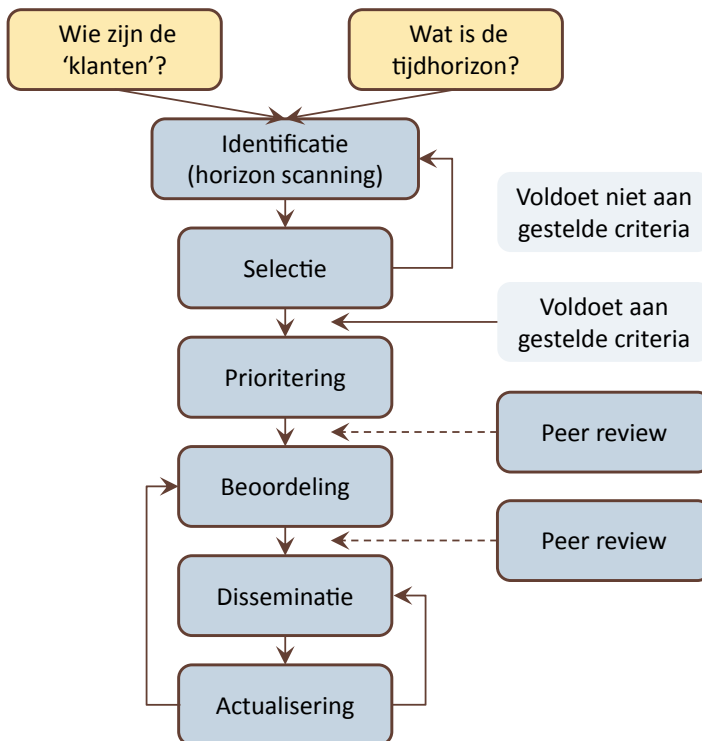 Wie zijn de
‘klanten’?
Wat is de
tijdhorizon?
Identificatie
(horizon scanning)
Voldoet niet aan
gestelde criteria
Selectie
Voldoet aan
gestelde criteria
Prioritering
Peer review
Beoordeling
Peer review
Disseminatie
Actualisering